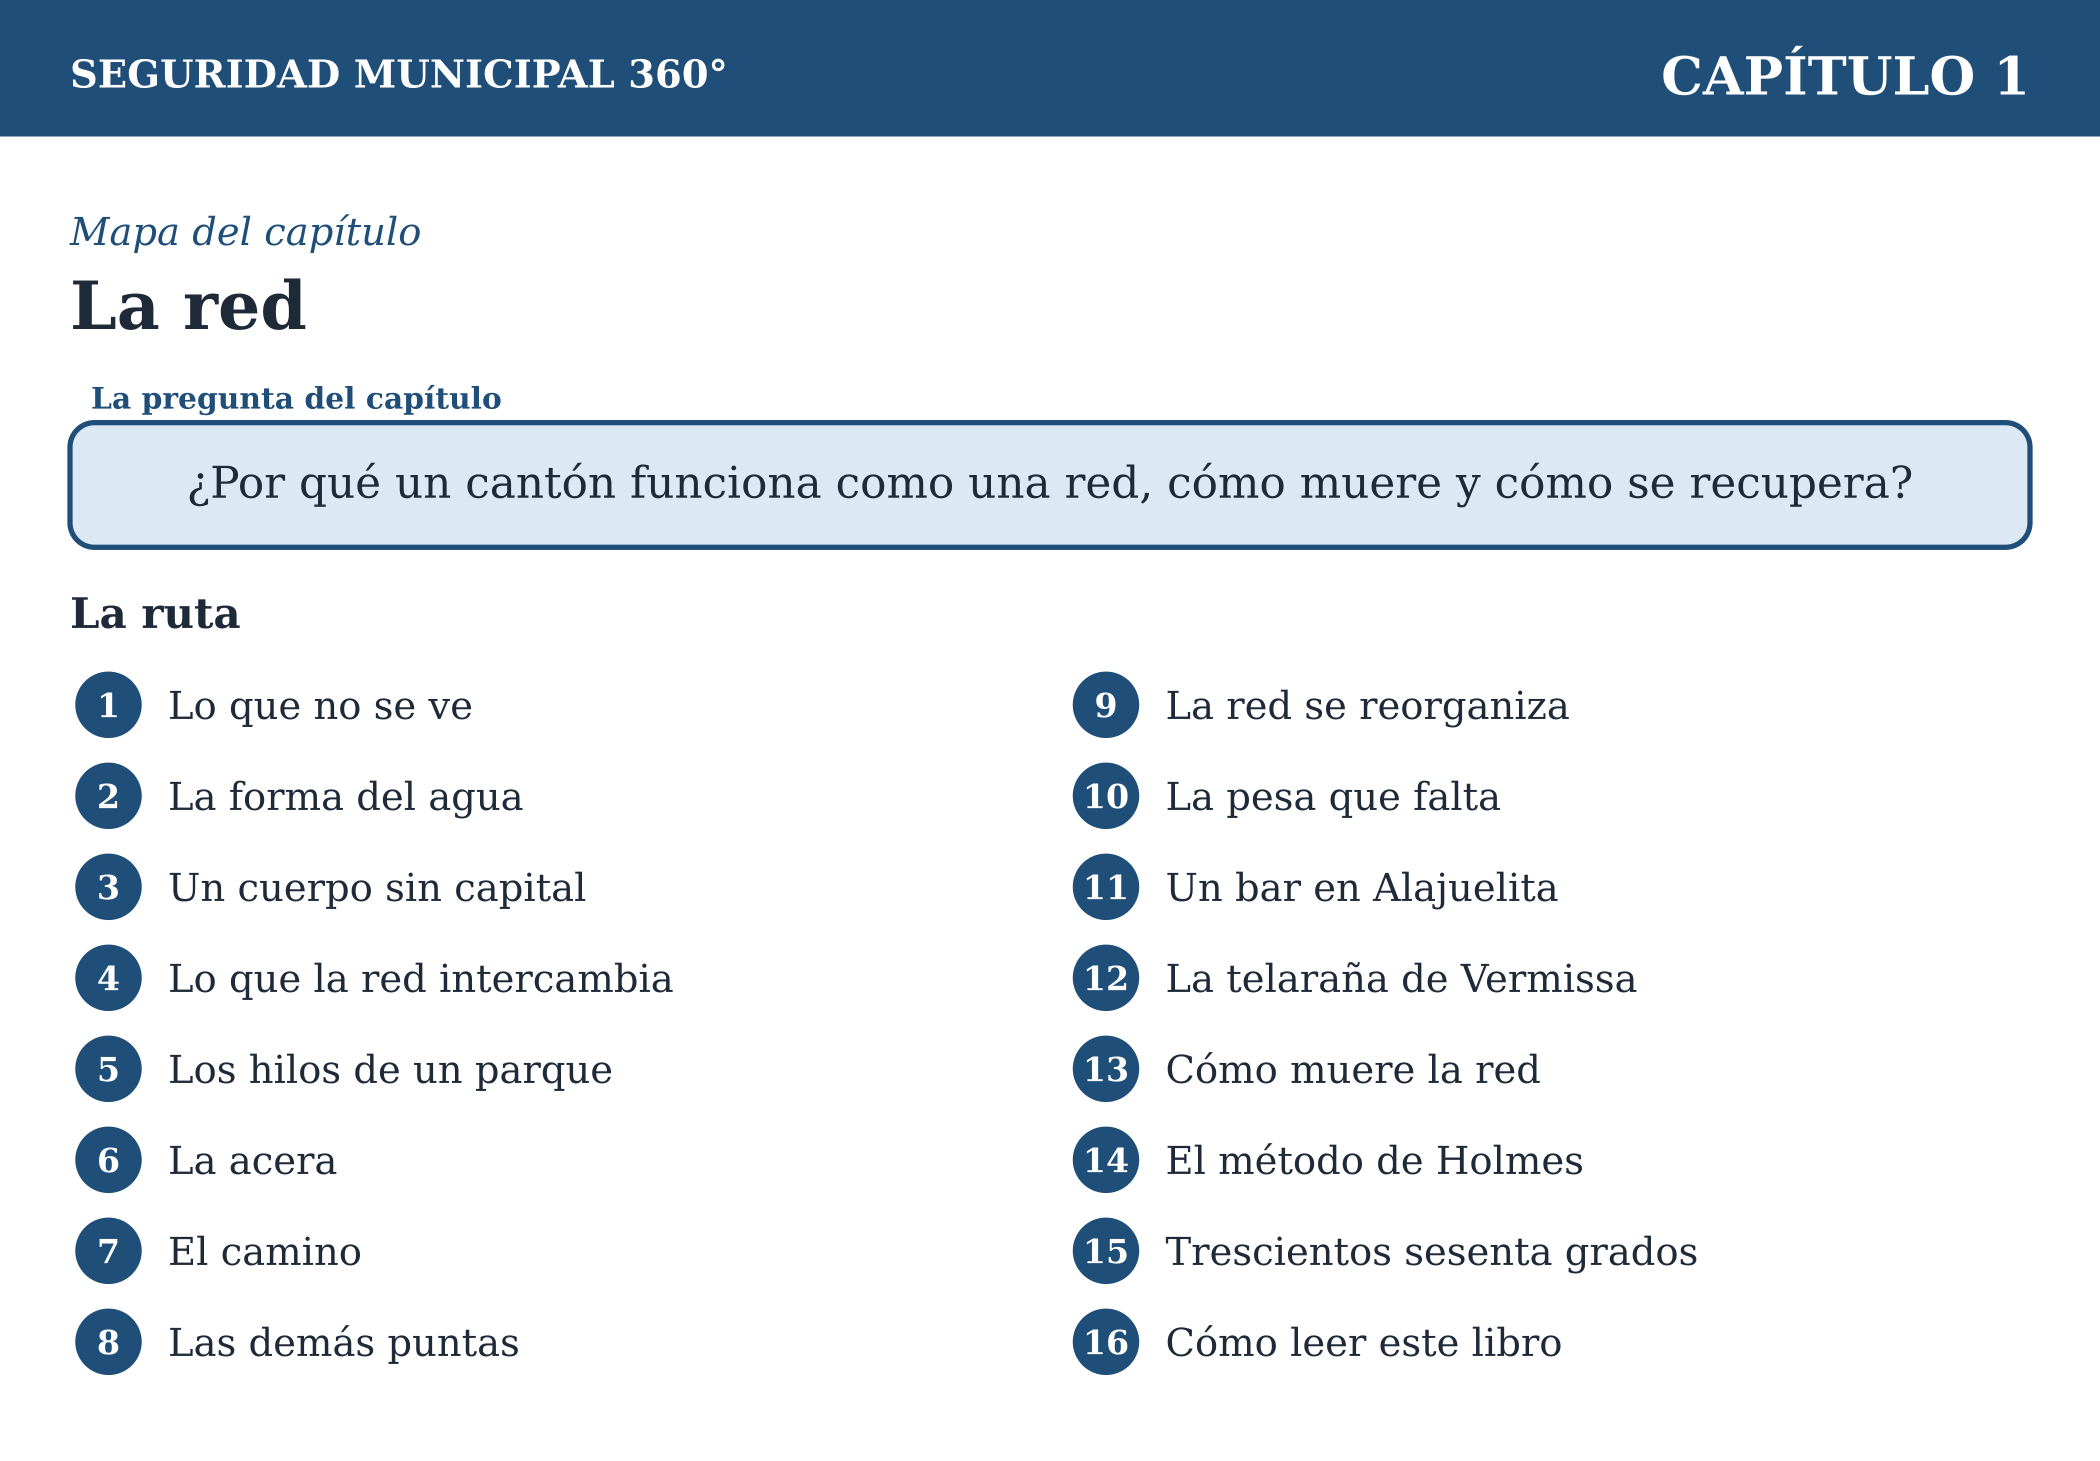 SEGURIDAD MUNICIPAL 360°
CAPÍTULO 1
Mapa del capítulo
La red
La pregunta del capítulo
¿Por qué un cantón funciona como una red, cómo muere y cómo se recupera?
La ruta
1 Lo que no se ve
2 La forma del agua
3 Un cuerpo sin capital
4 Lo que la red intercambia
5 Los hilos de un parque
6 La acera
7 El camino
8 Las demás puntas
9 La red se reorganiza
10 La pesa que falta
11 Un bar en Alajuelita
12 La telaraña de Vermissa
13 Cómo muere la red
14 El método de Holmes
15 Trescientos sesenta grados
16 Cómo leer este libro